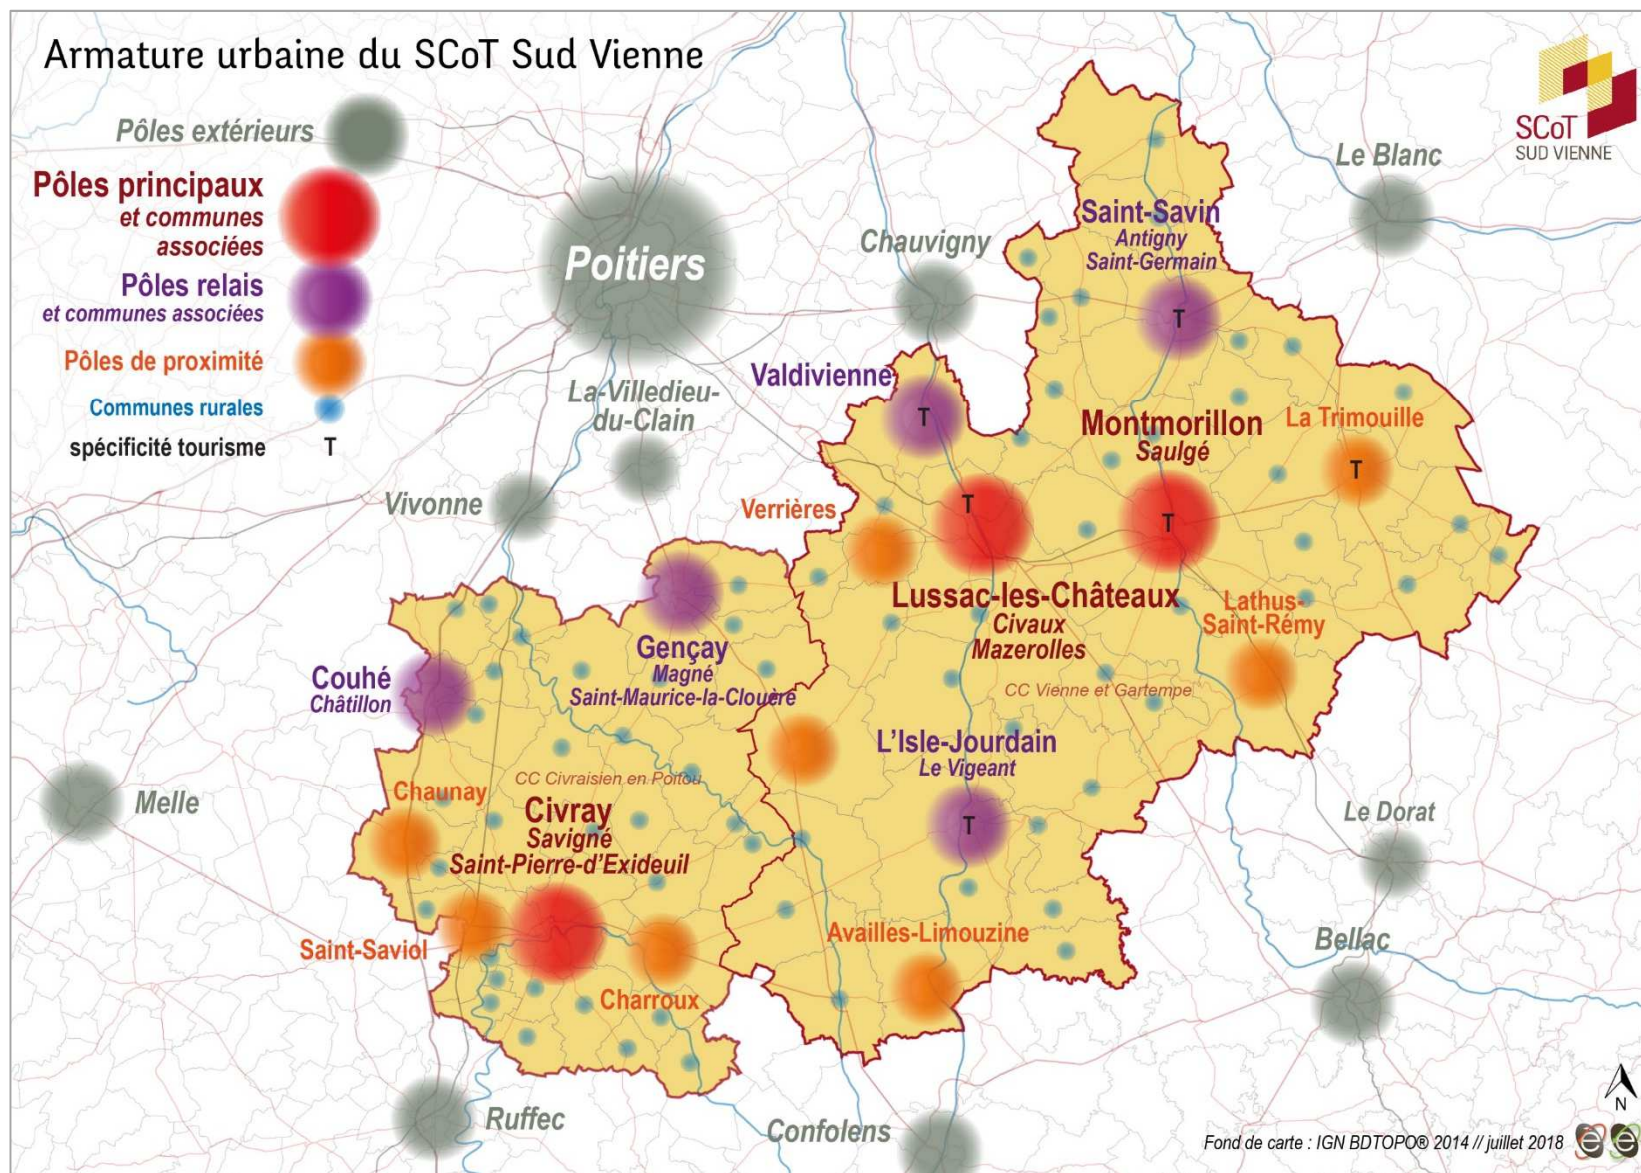 Armature urbaine du SCoT Sud Vienne
Pôles extérieurs
Pôles principaux
et communes
associées
Pôles relais
et communes associées
Pôles de proximité
Communes rurales
spécificité tourisme T
SCoT
SUD VIENNE
Le Blanc
Poitiers
Chauvigny
Saint-Savin
Antigny
Saint-Germain
T
Valdivienne
T
La-Villedieu-
du-Clain
Montmorillon
Saulgé
La Trimouille
T
Vivonne
Verrières
T
T
Lussac-les-Châteaux
Civaux
Mazerolles
Lathus-
Saint-Rémy
Gençay
Magné
Saint-Maurice-la-Clouère
Couhé
Châtillon
CC Vienne et Gartempe
L'Isle-Jourdain
Le Vigeant
T
CC Civraisien en Poitou
Melle
Chaunay
Civray
Savigné
Saint-Pierre-d'Exideuil
Le Dorat
Saint-Saviol
Charroux
Availles-Limouzine
Bellac
Ruffec
Confolens
N
Fond de carte : IGN BDTOPO® 2014 // juillet 2018
é é